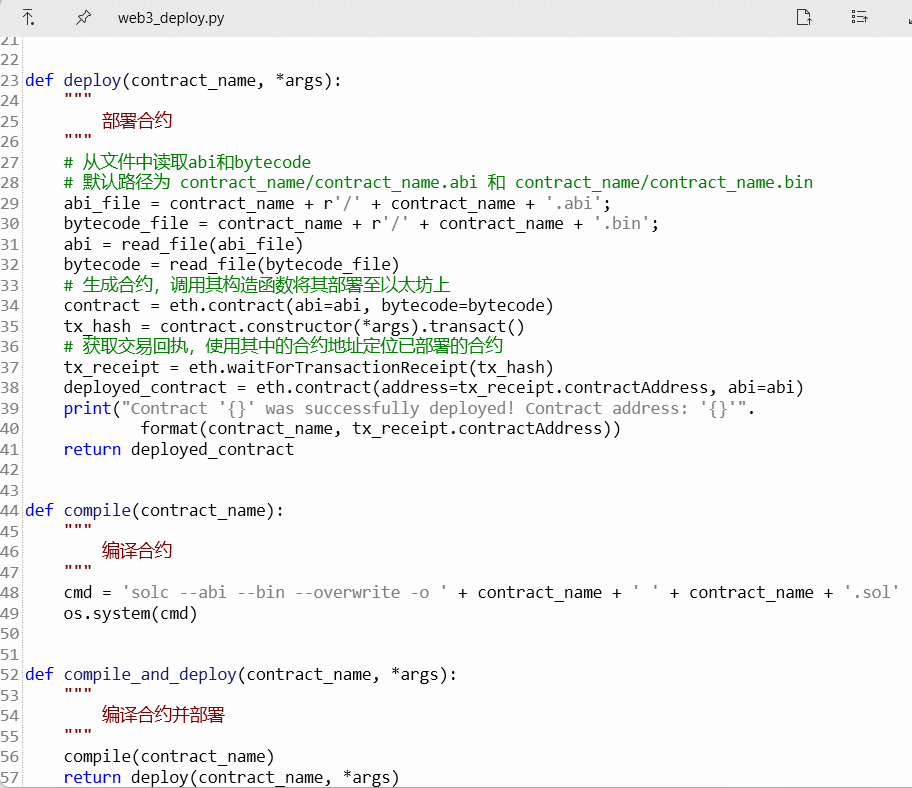 web3_deploy.py
21
22
23 def deploy(contract_name, *args):
24     """
25         部署合约
26     """
27     # 从文件中读取abi和bytecode
28     # 默认路径为 contract_name/contract_name.abi 和 contract_name/contract_name.bin
29     abi_file = contract_name + r'/' + contract_name + '.abi';
30     bytecode_file = contract_name + r'/' + contract_name + '.bin';
31     abi = read_file(abi_file)
32     bytecode = read_file(bytecode_file)
33     # 生成合约，调用其构造函数将其部署至以太坊上
34     contract = eth.contract(abi=abi, bytecode=bytecode)
35     tx_hash = contract.constructor(*args).transact()
36     # 获取交易回执，使用其中的合约地址定位已部署的合约
37     tx_receipt = eth.waitForTransactionReceipt(tx_hash)
38     deployed_contract = eth.contract(address=tx_receipt.contractAddress, abi=abi)
39     print("Contract '{}' was successfully deployed! Contract address: '{}'".
40             format(contract_name, tx_receipt.contractAddress))
41     return deployed_contract
42
43
44 def compile(contract_name):
45     """
46         编译合约
47     """
48     cmd = 'solc --abi --bin --overwrite -o ' + contract_name + ' ' + contract_name + '.sol'
49     os.system(cmd)
50
51
52 def compile_and_deploy(contract_name, *args):
53     """
54         编译合约并部署
55     """
56     compile(contract_name)
57     return deploy(contract_name, *args)